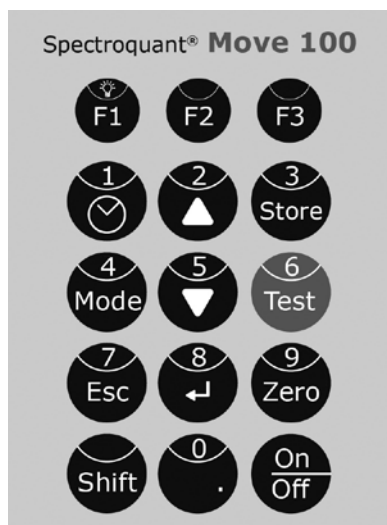 Spectroquant® Move 100
F1 F2 F3
1 2 3
Store
4 5 6
Mode Test
7 8 9
Esc Zero
0
Shift . On
Off